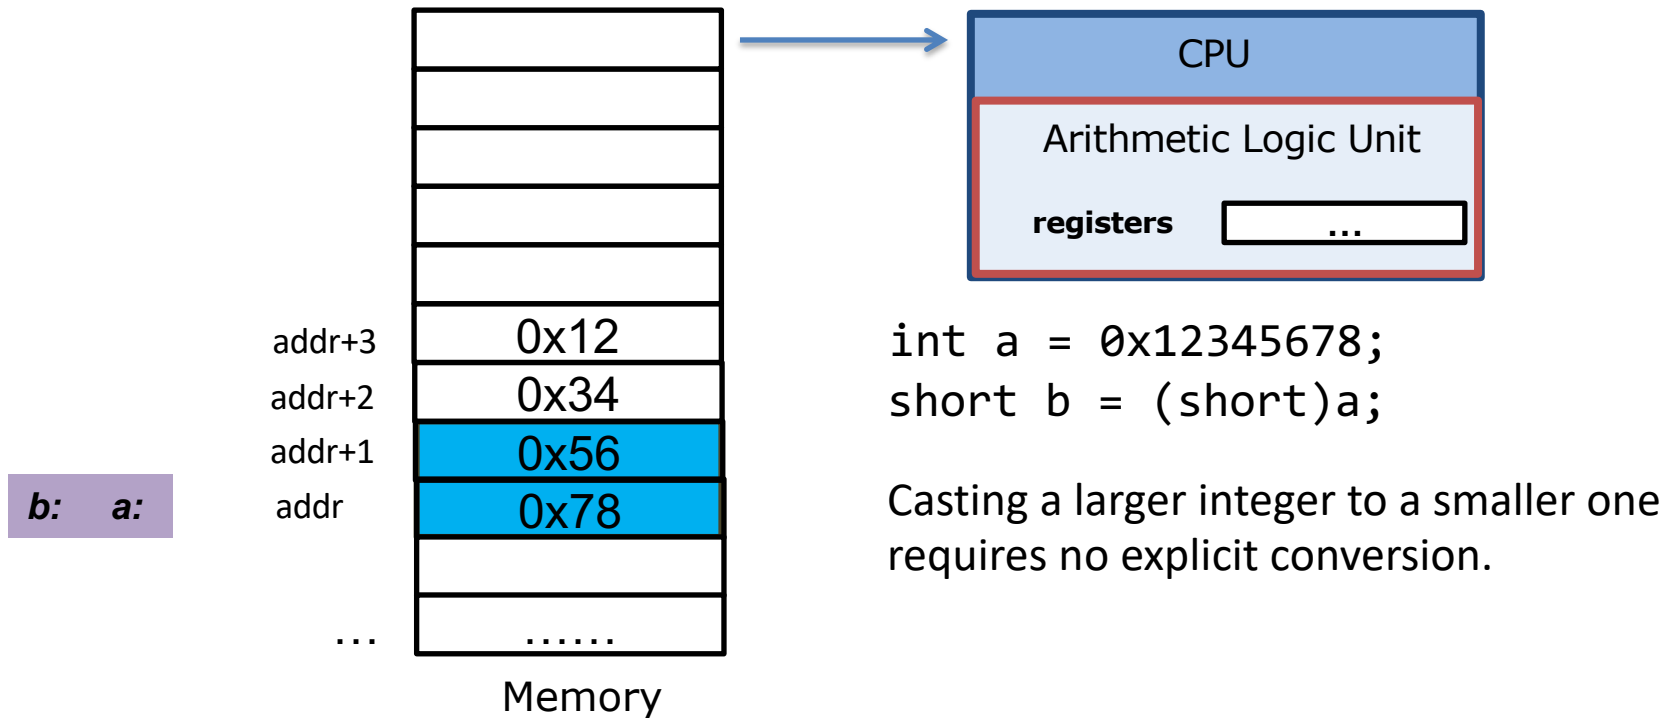 CPU
Arithmetic Logic Unit
registers ...
addr+3 0x12
addr+2 0x34
addr+1 0x56
b: a: addr 0x78
... ......
Memory
int a = 0x12345678;
short b = (short)a;
Casting a larger integer to a smaller one
requires no explicit conversion.